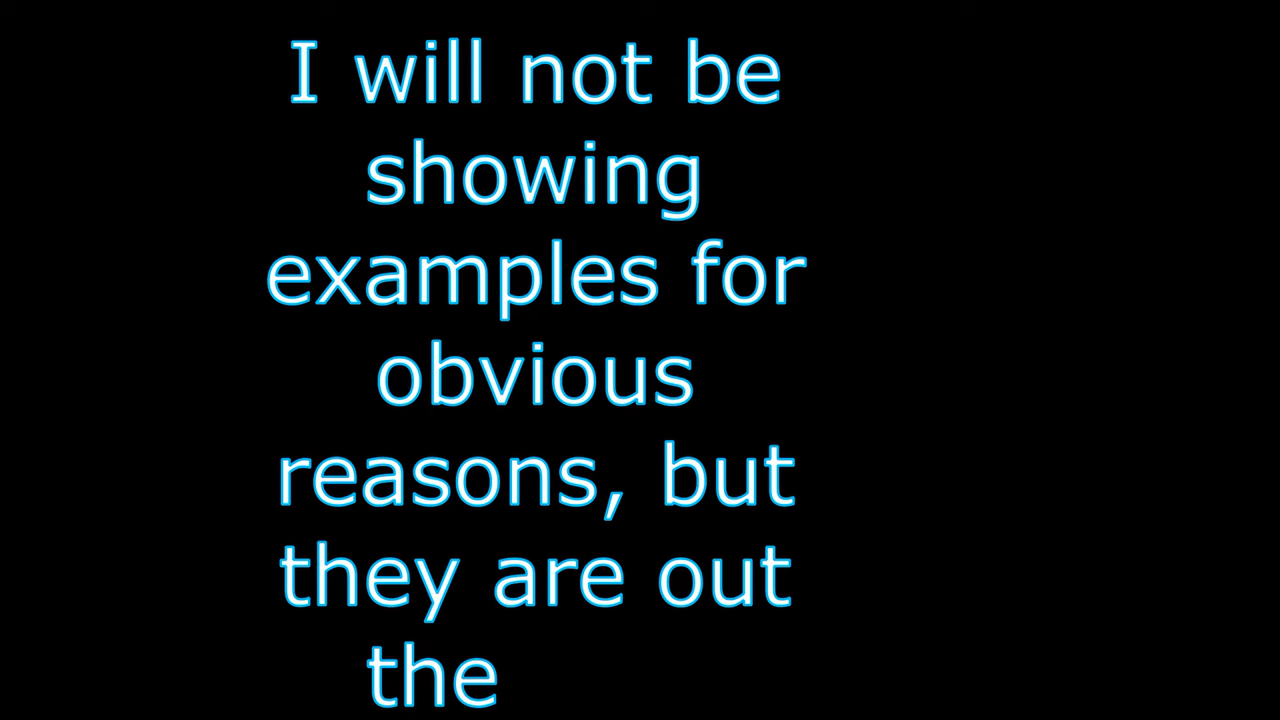 I will not be
showing
examples for
obvious
reasons, but
they are out
the